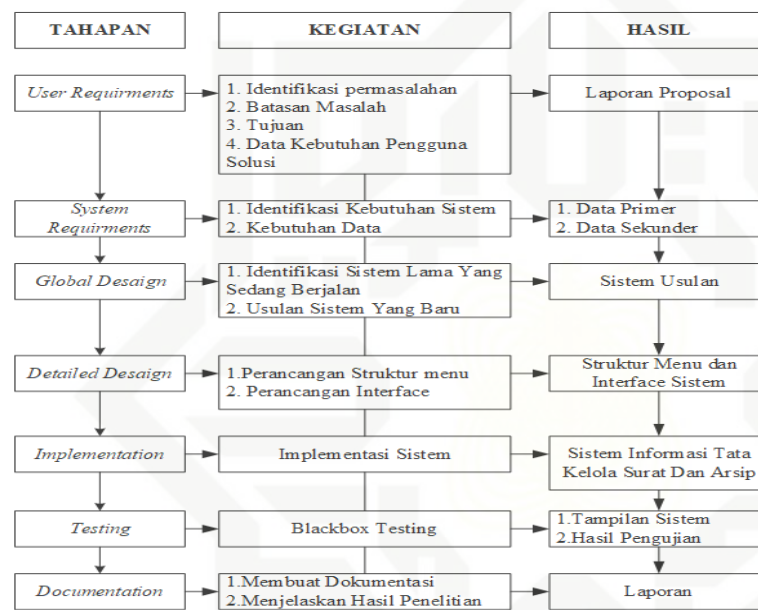 TAHAPAN
KEGIATAN
HASIL
User Requirments
1. Identifikasi permasalahan
2. Batasan Masalah
3. Tujuan
4. Data Kebutuhan Pengguna
Solusi
Laporan Proposal
System
Requirments
1. Identifikasi Kebutuhan Sistem
2. Kebutuhan Data
1. Data Primer
2. Data Sekunder
Global Desaign
1. Identifikasi Sistem Lama Yang
Sedang Berjalan
2. Usulan Sistem Yang Baru
Sistem Usulan
Detailed Desaign
1.Perancangan Struktur menu
2. Perancangan Interface
Struktur Menu dan
Interface Sistem
Implementation
Implementasi Sistem
Sistem Informasi Tata
Kelola Surat Dan Arsip
Testing
Blackbox Testing
1.Tampilan Sistem
2.Hasil Pengujian
Documentation
1.Membuat Dokumentasi
2.Menjelaskan Hasil Penelitian
Laporan